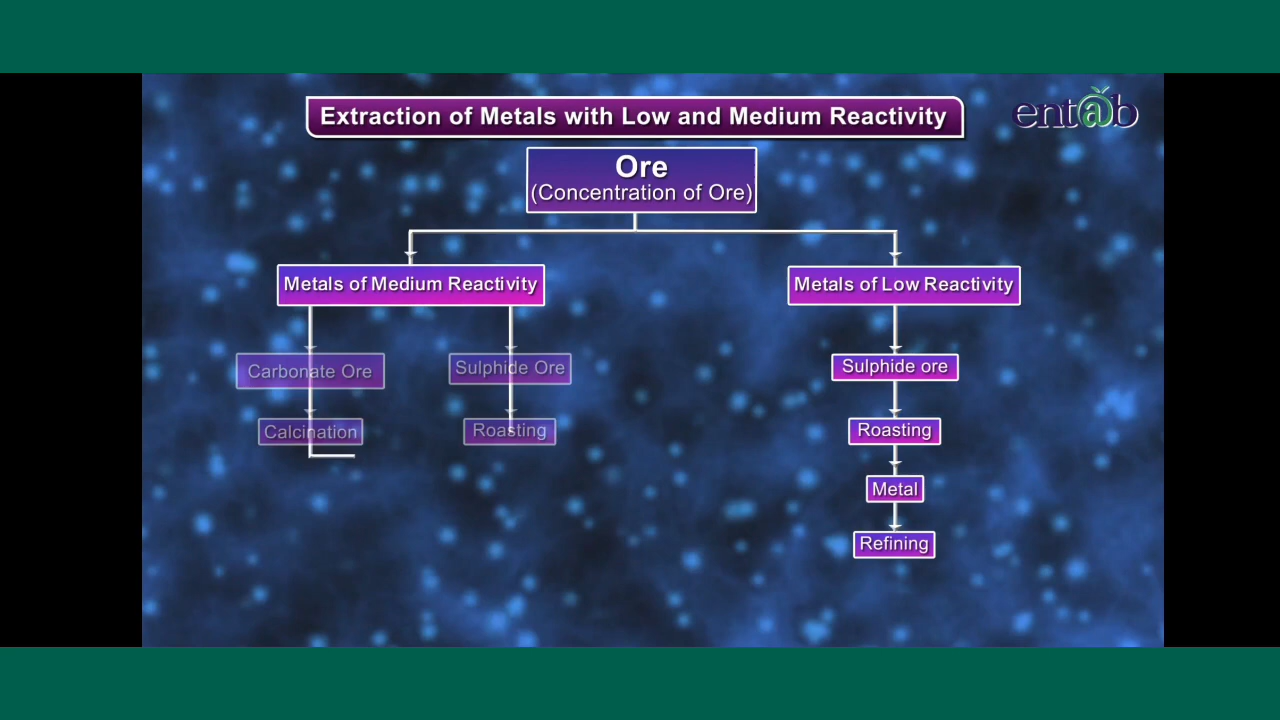 Extraction of Metals with Low and Medium Reactivity
entab
Ore
(Concentration of Ore)
Metals of Medium Reactivity
Metals of Low Reactivity
Carbonate Ore
Sulphide Ore
Sulphide ore
Calcination
Roasting
Roasting
Metal
Refining